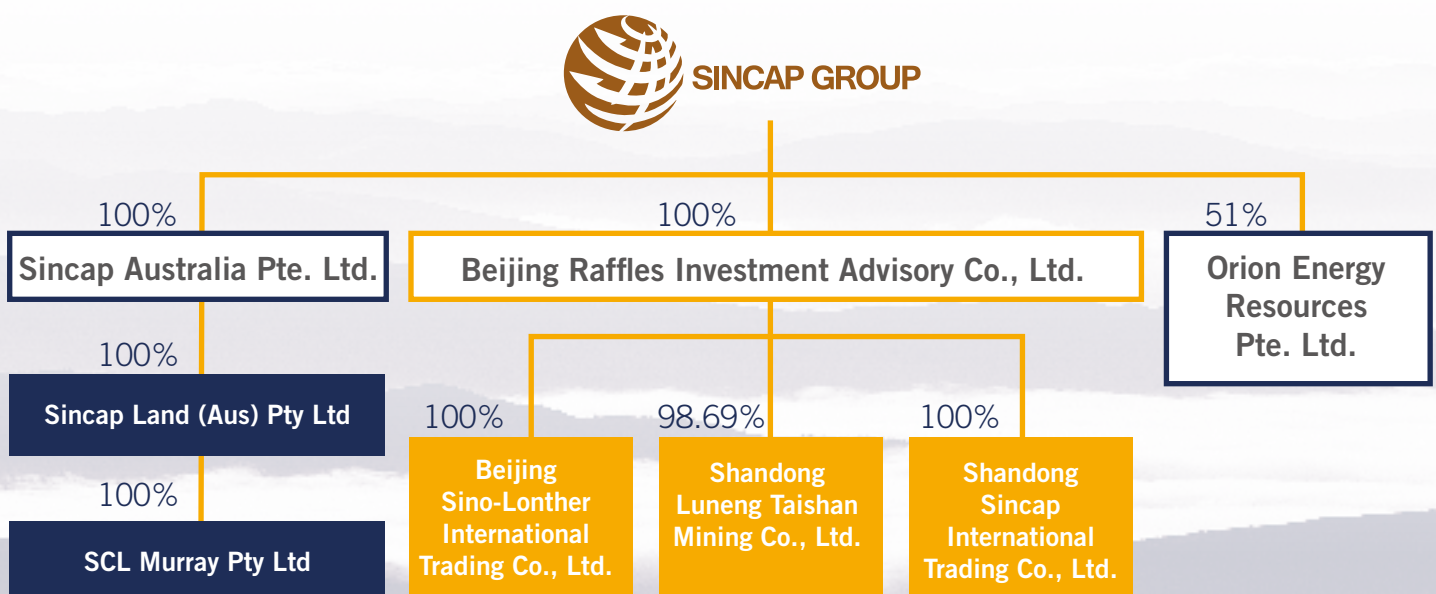 SINCAP GROUP
100%
Sincap Australia Pte. Ltd.
100%
Sincap Land (Aus) Pty Ltd
100%
SCL Murray Pty Ltd
100%
Beijing Raffles Investment Advisory Co., Ltd.
100%
Beijing
Sino-Lonther
International
Trading Co., Ltd.
98.69%
Shandong
Luneng Taishan
Mining Co., Ltd.
100%
Shandong
Sincap
International
Trading Co., Ltd.
51%
Orion Energy
Resources
Pte. Ltd.